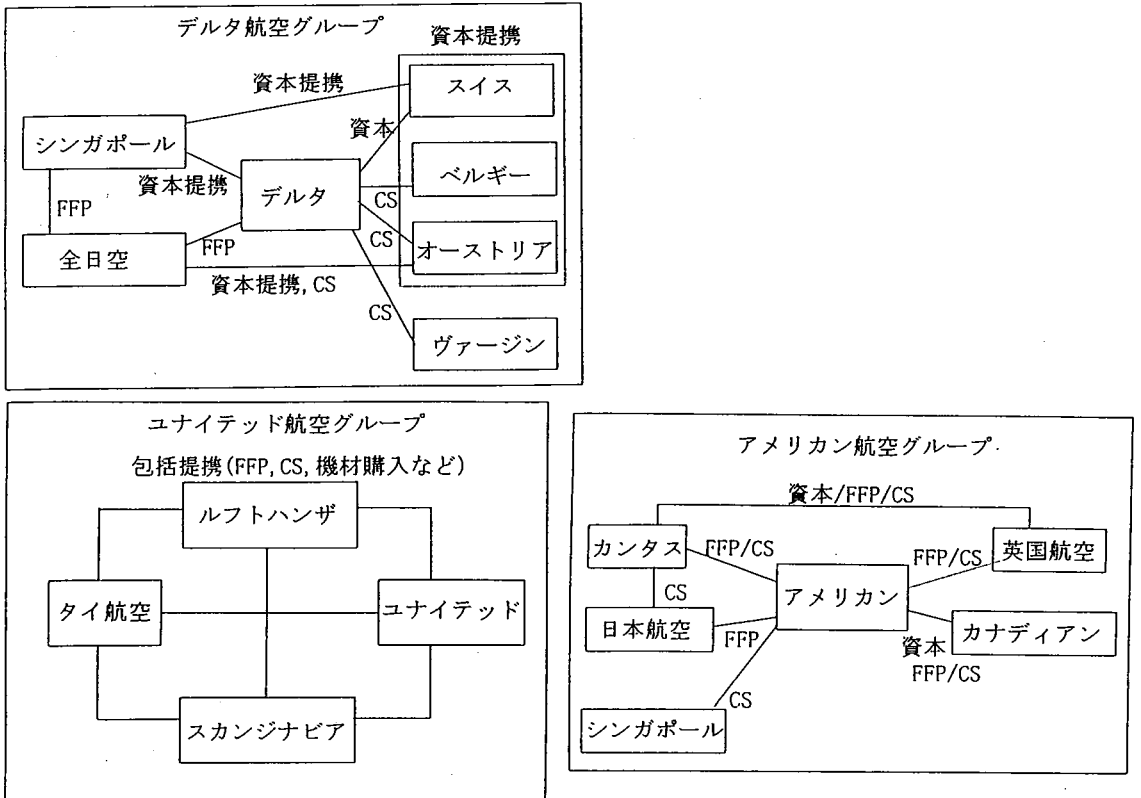 デルタ航空グループ
資本提携
資本提携
スイス
資本
シンガポール
ベルギー
資本提携
デルタ
CS
FFP
CS
FFP
オーストリア
全日空
資本提携, CS
CS
ヴァージン
ユナイテッド航空グループ
包括提携(FFP, CS, 機材購入など)
ルフトハンザ
タイ航空
ユナイテッド
スカンジナビア
アメリカン航空グループ
資本/FFP/CS
カンタス
FFP/CS
FFP/CS
英国航空
CS
アメリカン
日本航空
FFP
カナディアン
資本
FFP/CS
CS
シンガポール